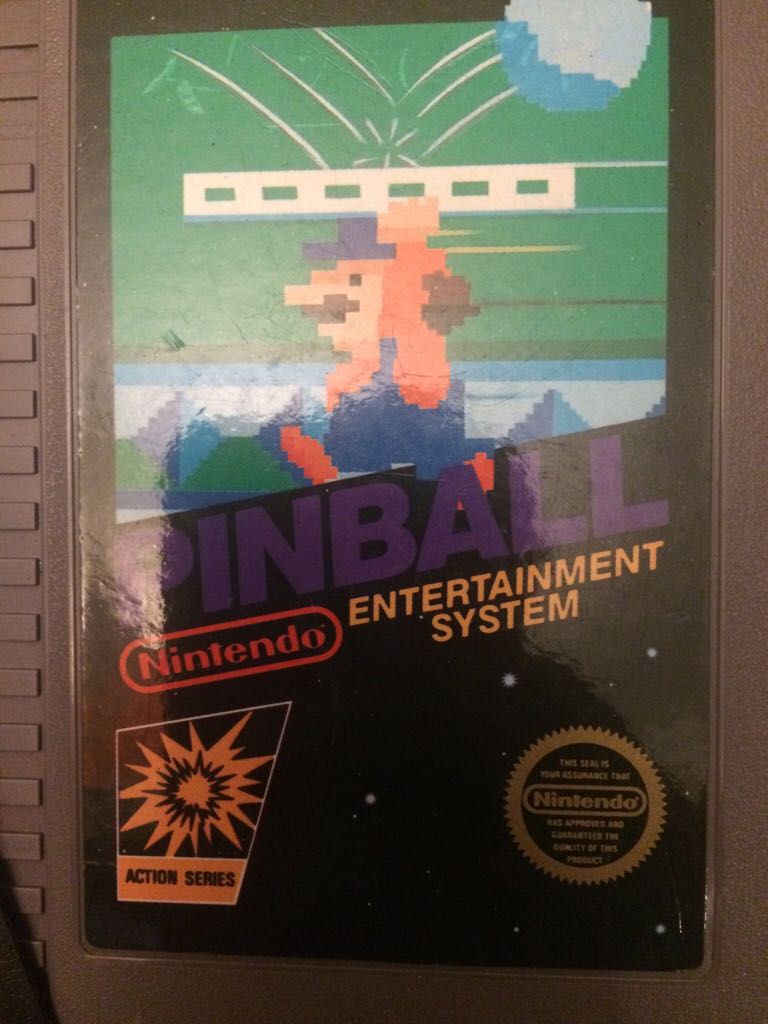 PINBALL
Nintendo ENTERTAINMENT
SYSTEM
ACTION SERIES
THIS SEAL IS
YOUR ASSURANCE THAT
Nintendo
HAS APPROVED AND
GUARANTEED THE
QUALITY OF THIS
PRODUCT